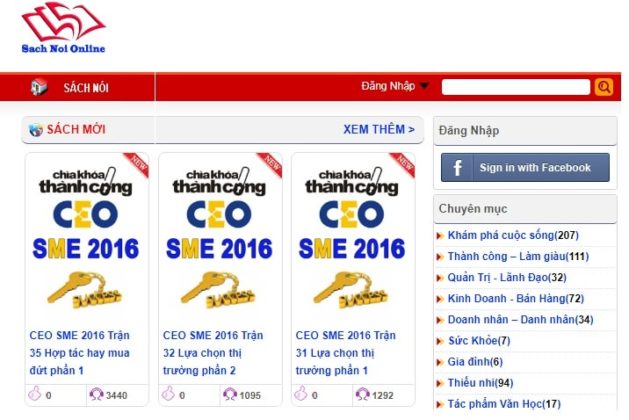 Sach Noi Online
SÁCH NÓI
Đăng Nhập
SÁCH MỚI
XEM THÊM >
NEW
chìa khóa
thành công
CEO
SME 2016
SUCCESS
CEO SME 2016 Trận
35 Hợp tác hay mua
đứt phần 1
0
3440
NEW
chìa khóa
thành công
CEO
SME 2016
SUCCESS
CEO SME 2016 Trận
32 Lựa chọn thị
trường phần 2
0
1095
NEW
chìa khóa
thành công
CEO
SME 2016
SUCCESS
CEO SME 2016 Trận
31 Lựa chọn thị
trường phần 1
0
1292
Đăng Nhập
f
Sign in with Facebook
Chuyên mục
Khám phá cuộc sống(207)
Thành công – Làm giàu(111)
Quản Trị - Lãnh Đạo(32)
Kinh Doanh - Bán Hàng(72)
Doanh nhân – Danh nhân(34)
Sức Khỏe(7)
Gia đình(6)
Thiếu nhi(94)
Tác phẩm Văn Học(17)